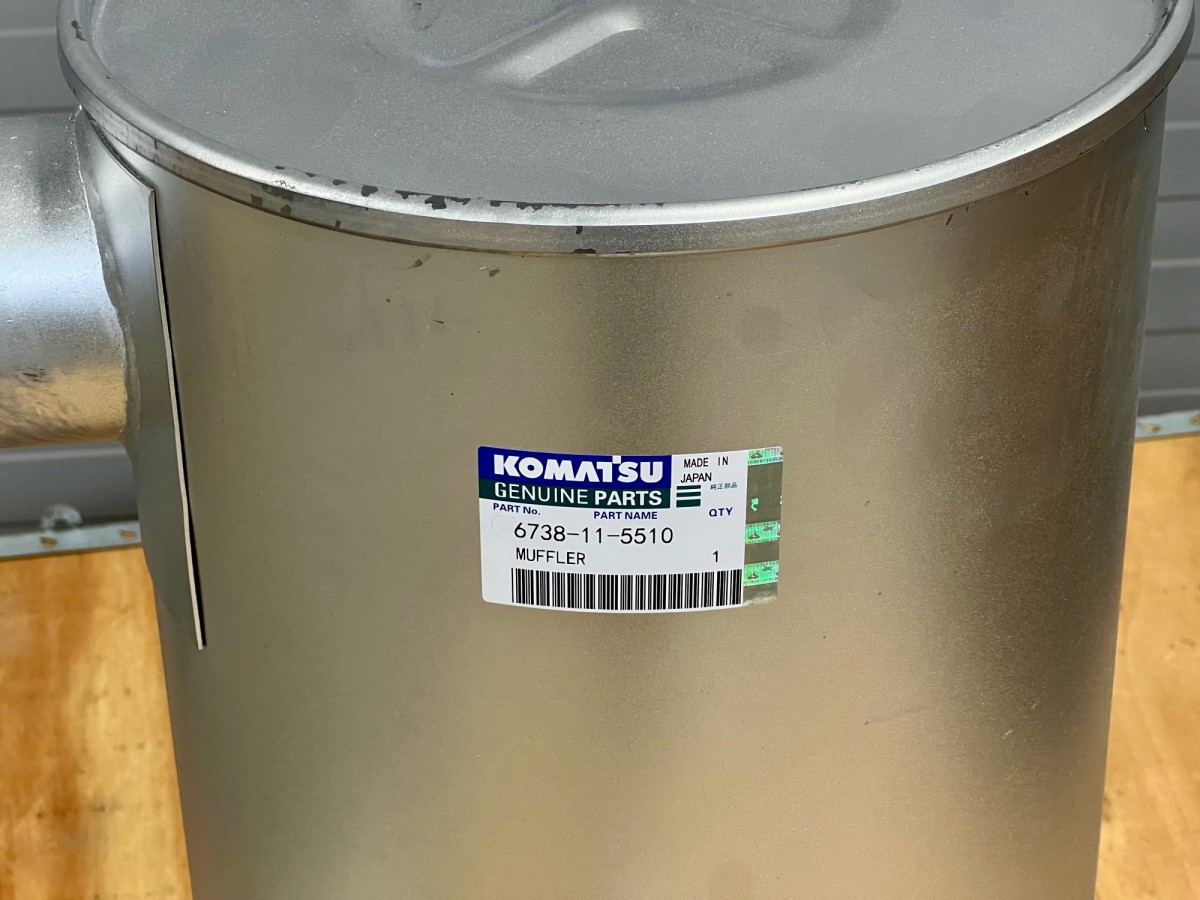 KOMATSU
GENUINE PARTS
MADE IN
JAPAN
純正部品
PART No.
PART NAME
QTY
6738-11-5510
MUFFLER
1